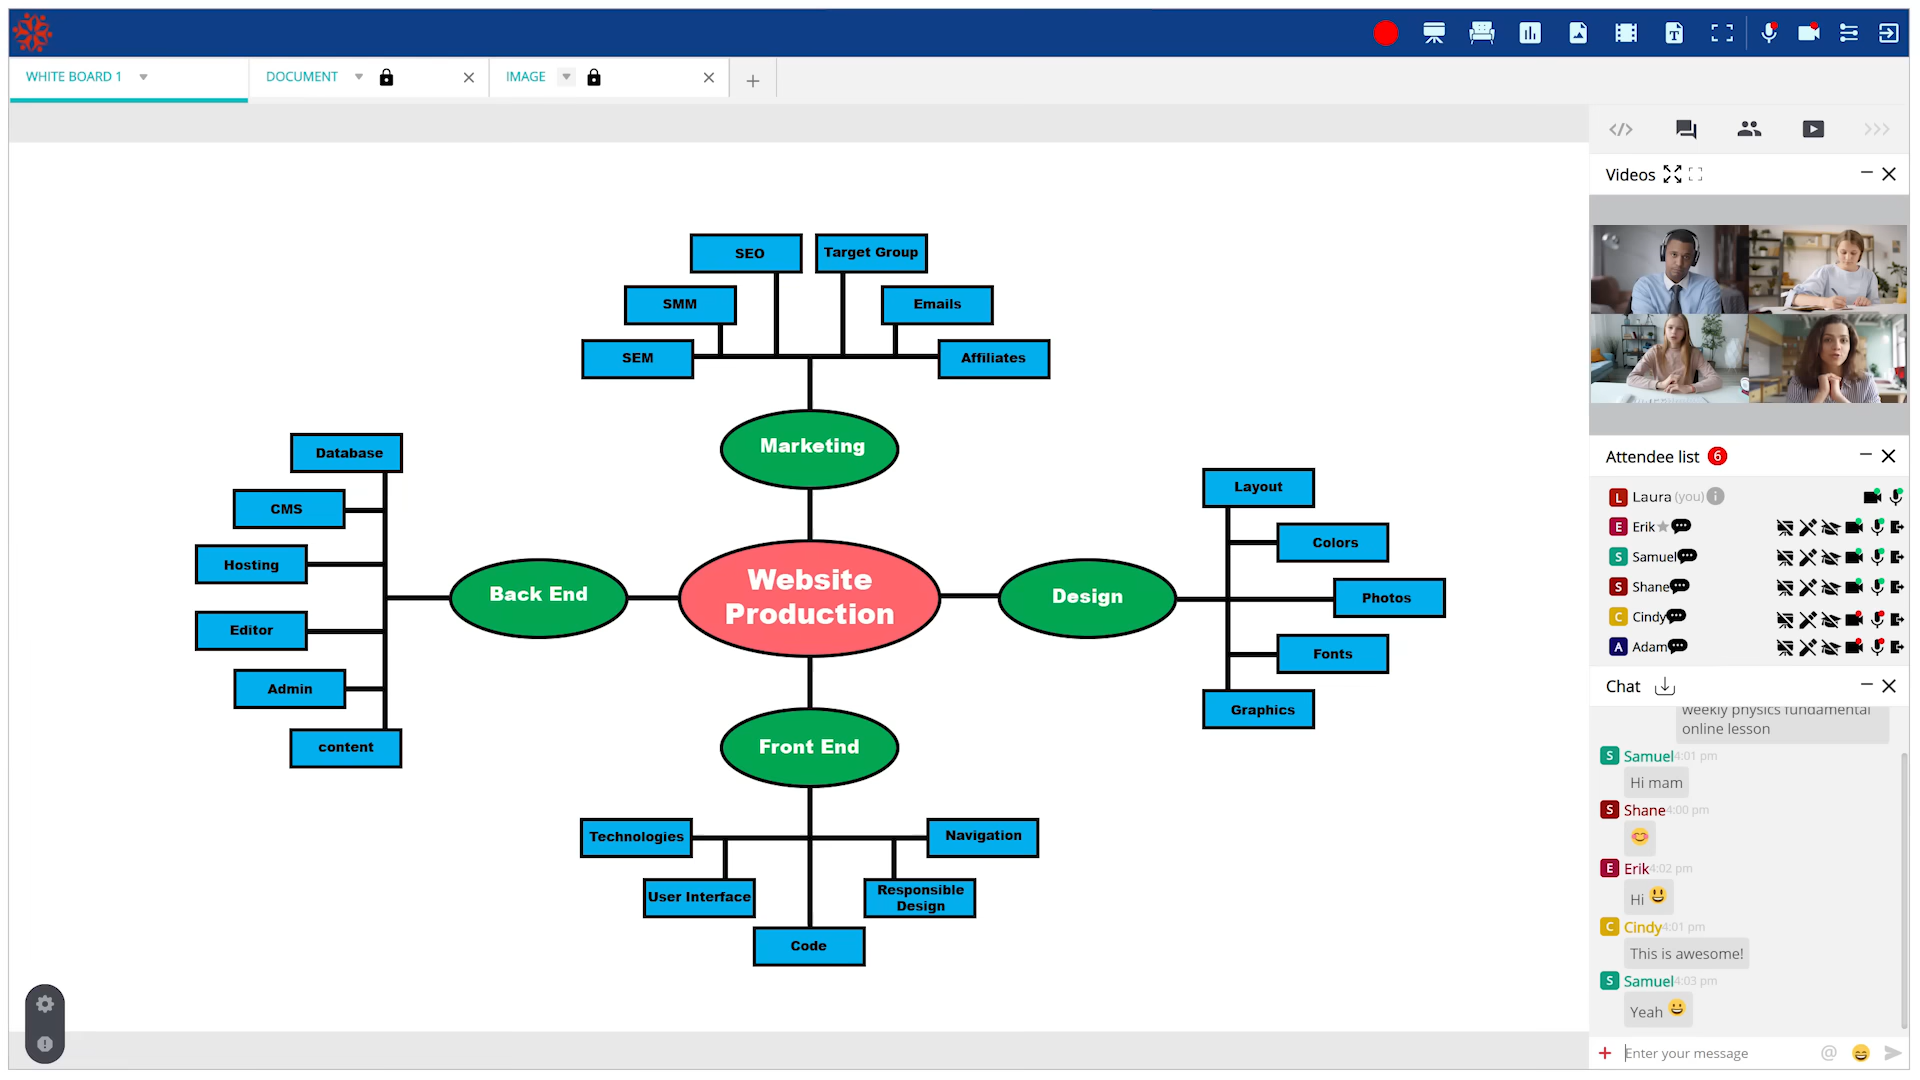 WHITE BOARD 1
DOCUMENT
IMAGE
SEO
Target Group
SMM
Emails
SEM
Affiliates
Marketing
Database
CMS
Hosting
Editor
Admin
content
Back End
Website
Production
Design
Layout
Colors
Photos
Fonts
Graphics
Front End
Technologies
Navigation
User Interface
Responsible
Design
Code
Videos
Attendee list 6
L Laura (you)
E Erik
S Samuel
S Shane
C Cindy
A Adam
Chat
weekly physics fundamental
online lesson
S Samuel 4:01 pm
Hi mam
S Shane 4:00 pm
E Erik 4:02 pm
Hi
C Cindy 4:01 pm
This is awesome!
S Samuel 4:03 pm
Yeah
Enter your message @